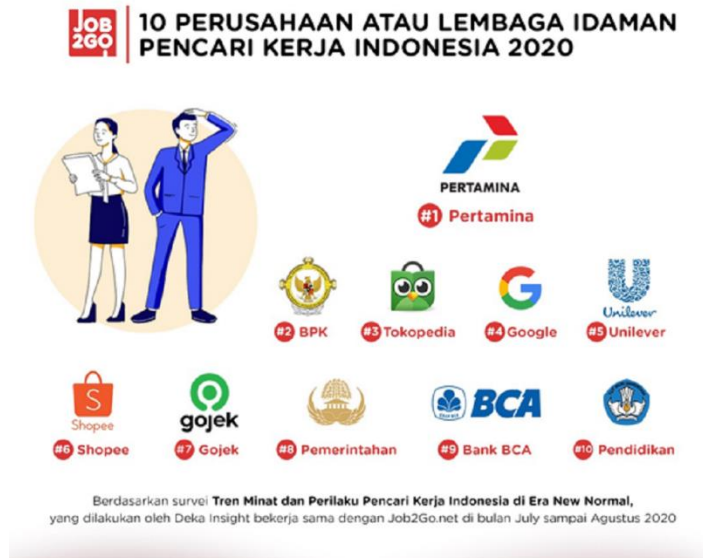 JOB
2GO
10 PERUSAHAAN ATAU LEMBAGA IDAMAN
PENCARI KERJA INDONESIA 2020
PERTAMINA
#1 Pertamina
Unilever
#2 BPK
#3 Tokopedia
#4 Google
#5 Unilever
S
Shopee
gojek
BCA
#6 Shopee
#7 Gojek
#8 Pemerintahan
#9 Bank BCA
#10 Pendidikan
Berdasarkan survei Tren Minat dan Perilaku Pencari Kerja Indonesia di Era New Normal,
yang dilakukan oleh Deka Insight bekerja sama dengan Job2Go.net di bulan July sampai Agustus 2020